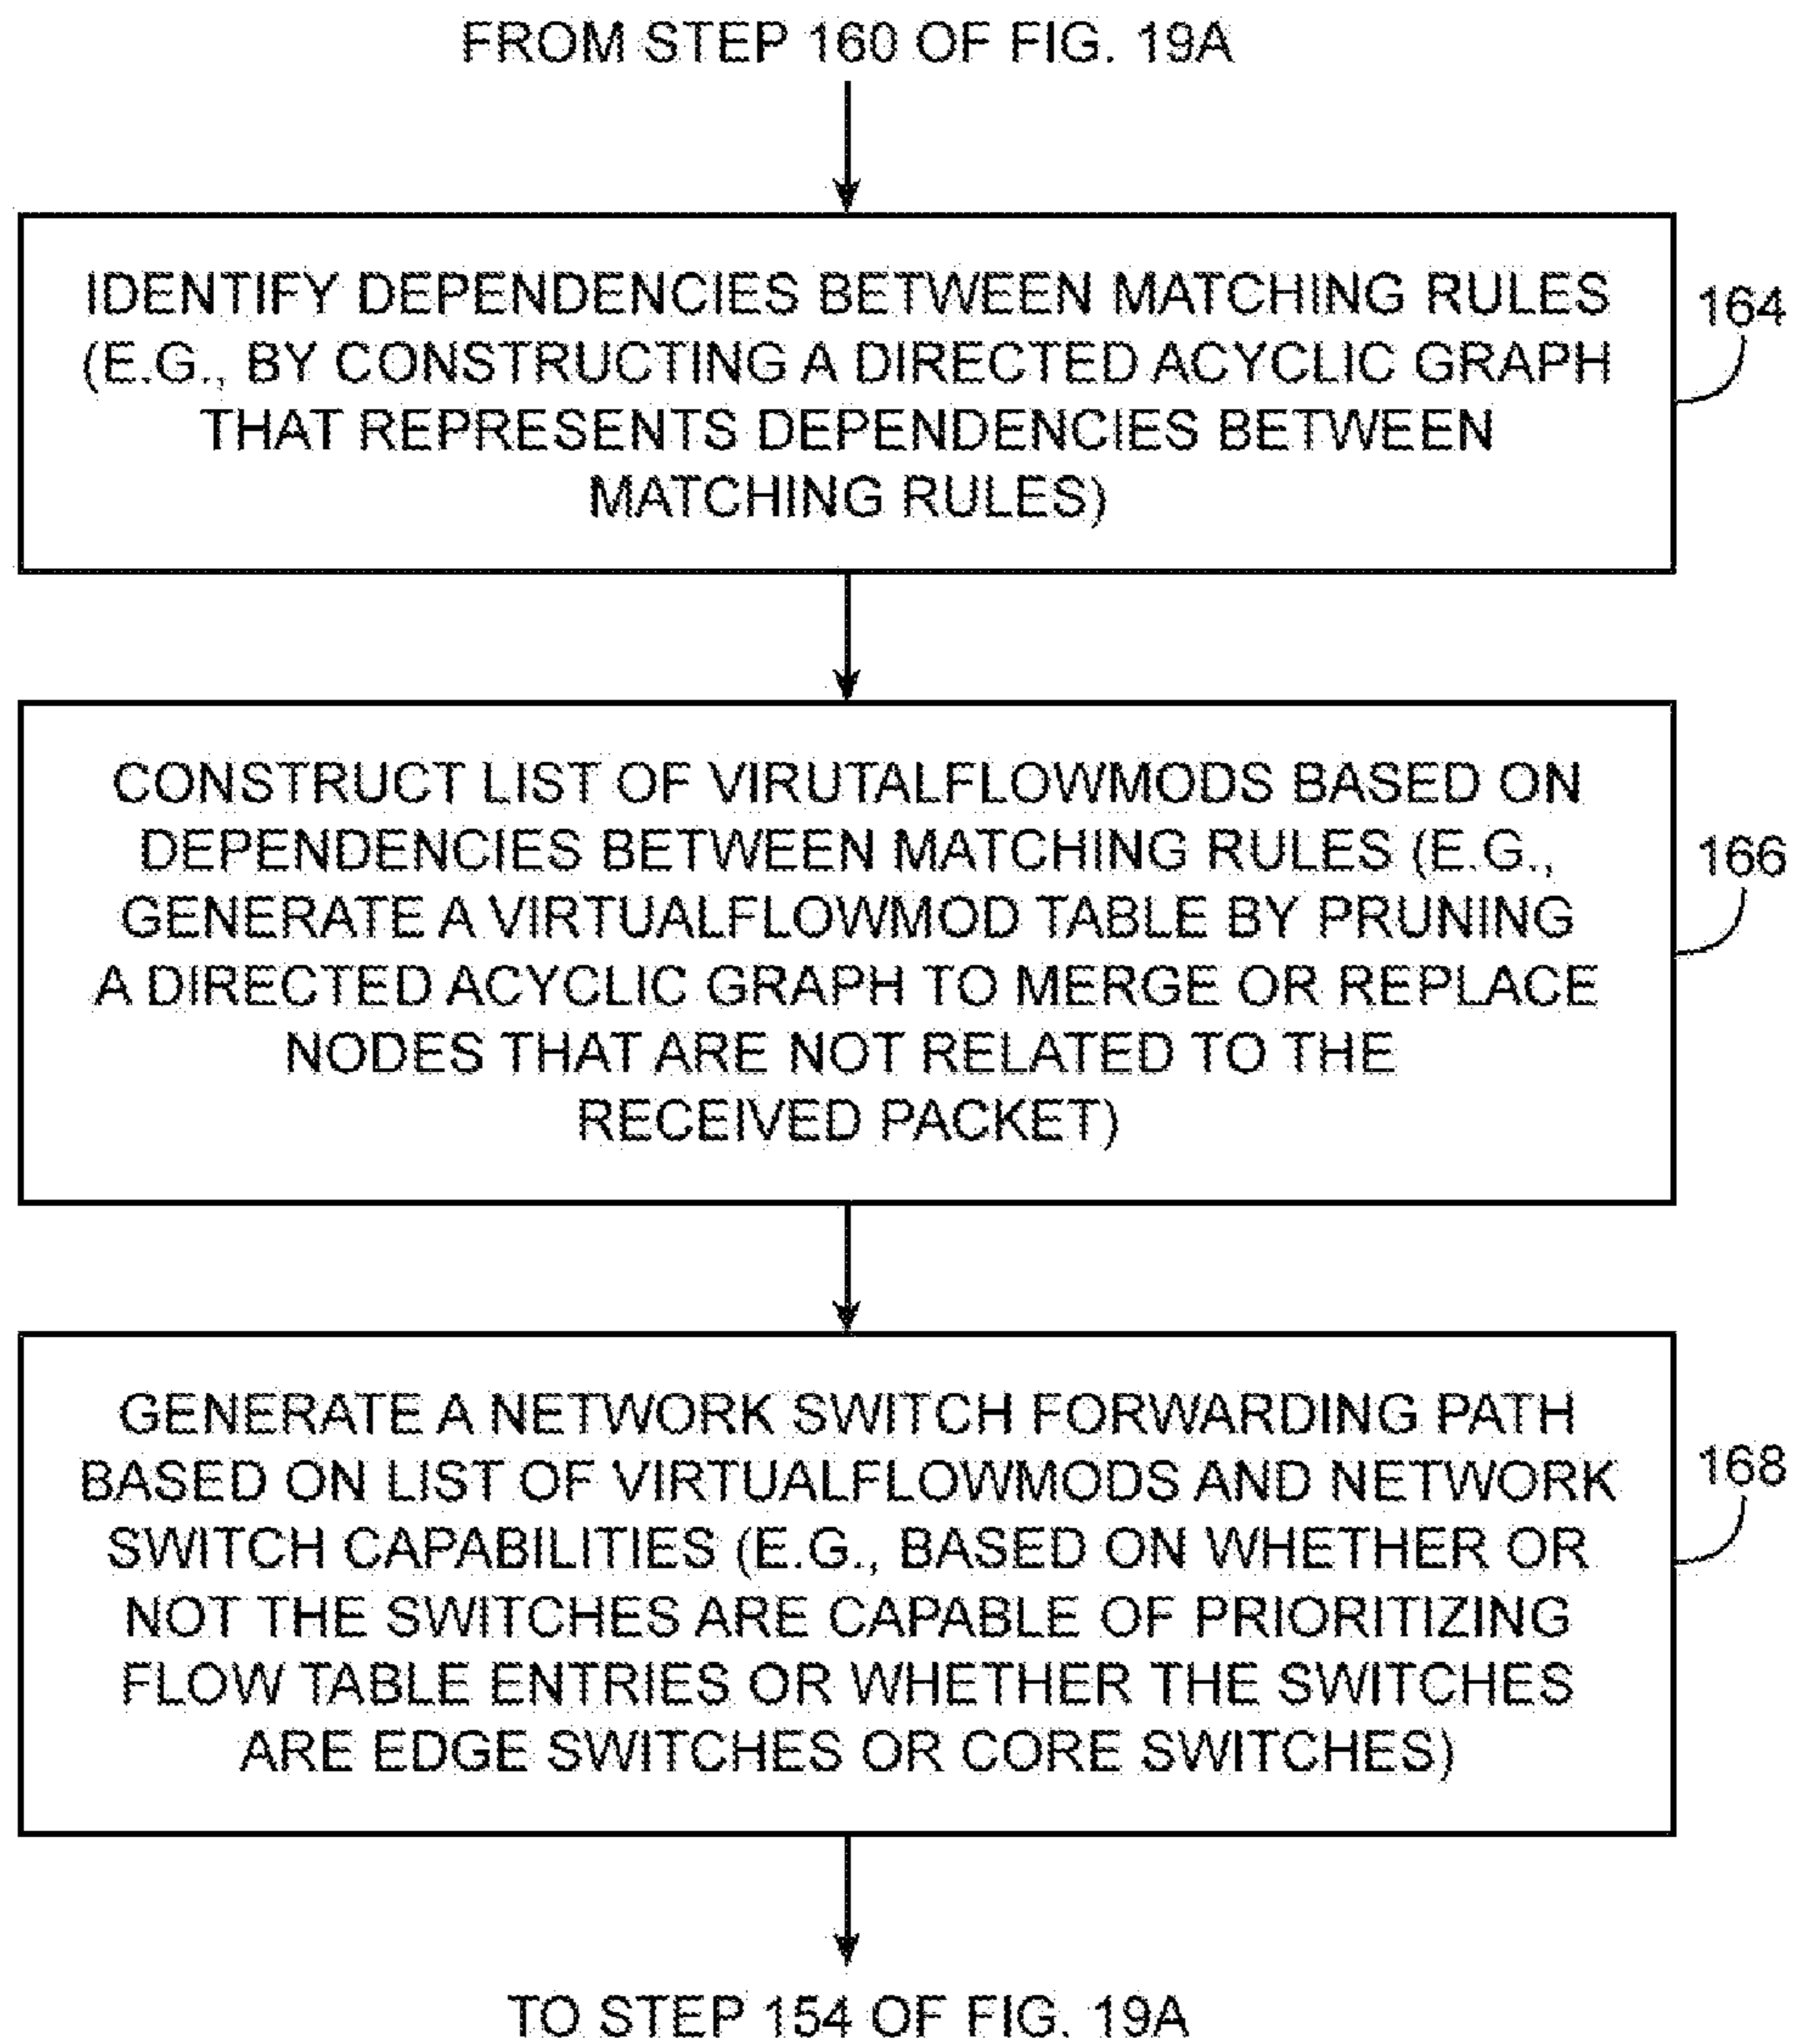 FROM STEP 160 OF FIG. 19A
IDENTIFY DEPENDENCIES BETWEEN MATCHING RULES
(E.G., BY CONSTRUCTING A DIRECTED ACYCLIC GRAPH
THAT REPRESENTS DEPENDENCIES BETWEEN
MATCHING RULES)
164
CONSTRUCT LIST OF VIRUTALFLOWMODS BASED ON
DEPENDENCIES BETWEEN MATCHING RULES (E.G.,
GENERATE A VIRTUALFLOWMOD TABLE BY PRUNING
A DIRECTED ACYCLIC GRAPH TO MERGE OR REPLACE
NODES THAT ARE NOT RELATED TO THE
RECEIVED PACKET)
166
GENERATE A NETWORK SWITCH FORWARDING PATH
BASED ON LIST OF VIRTUALFLOWMODS AND NETWORK
SWITCH CAPABILITIES (E.G., BASED ON WHETHER OR
NOT THE SWITCHES ARE CAPABLE OF PRIORITIZING
FLOW TABLE ENTRIES OR WHETHER THE SWITCHES
ARE EDGE SWITCHES OR CORE SWITCHES)
168
TO STEP 154 OF FIG. 19A